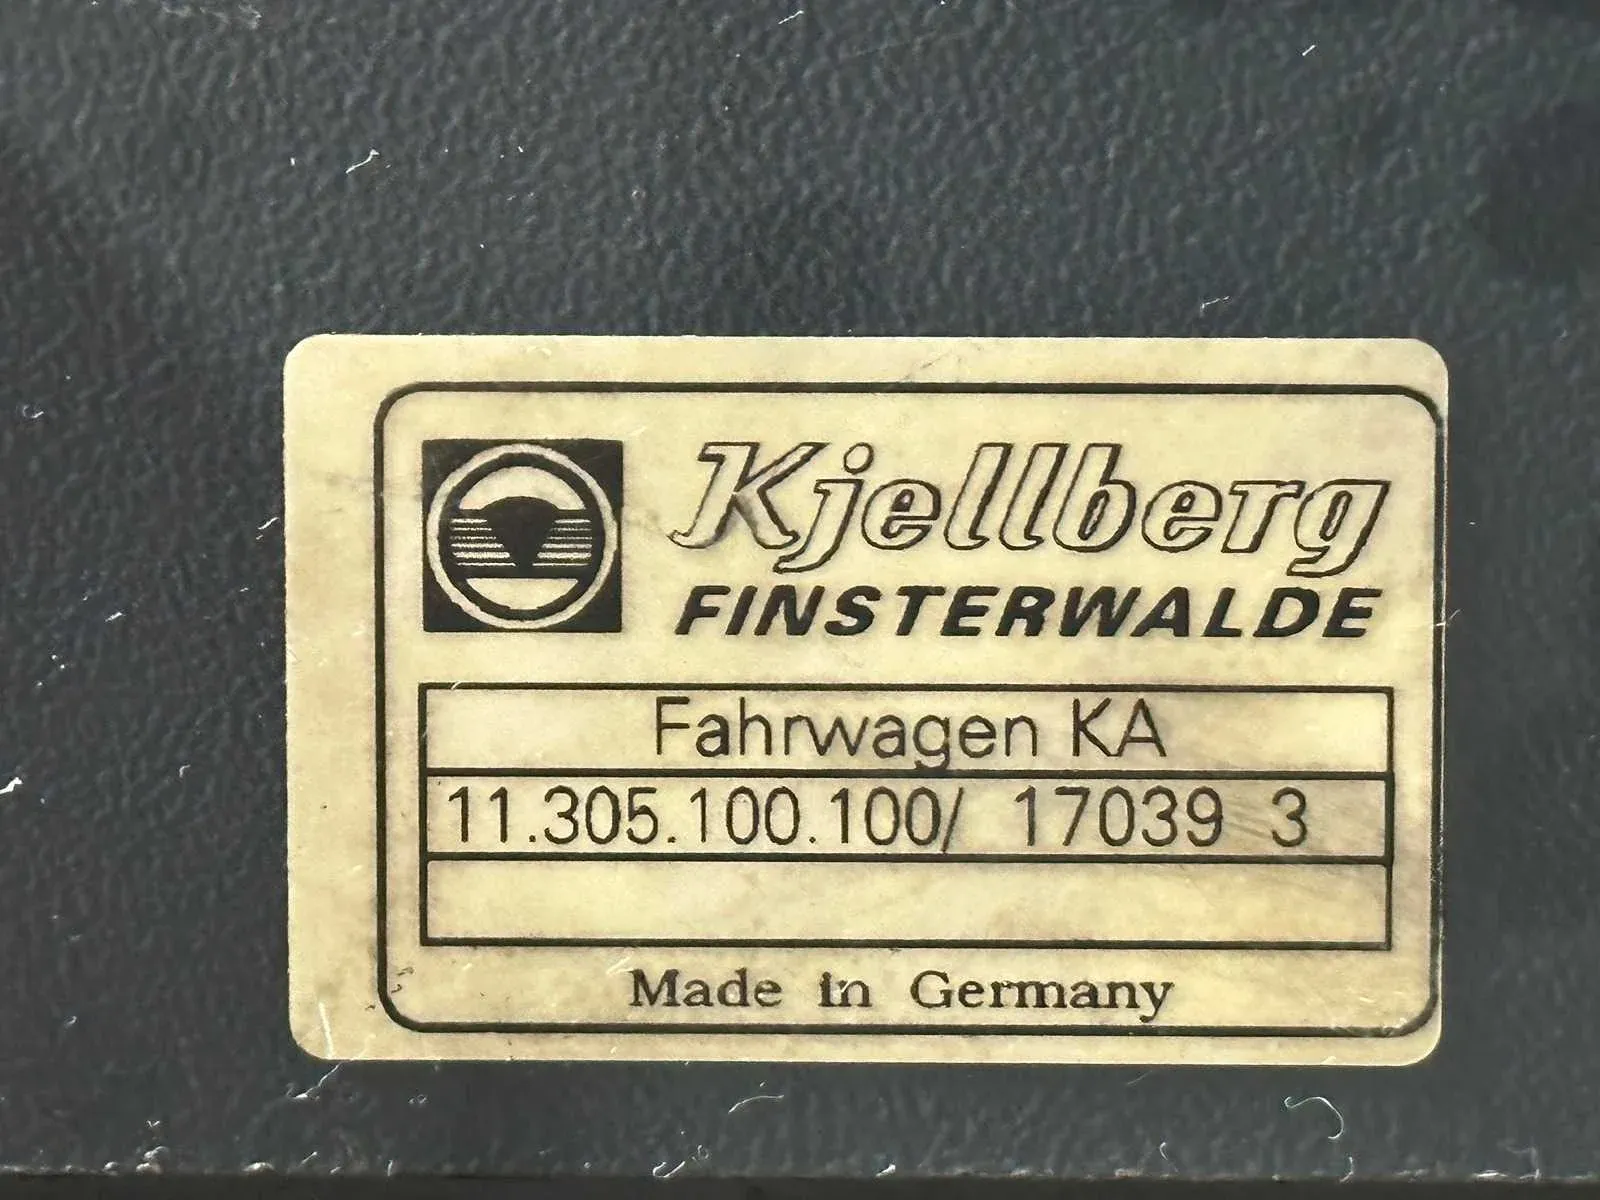 Kjellberg
FINSTERWALDE
Fahrwagen KA
11.305.100.100/ 17039 3
Made in Germany